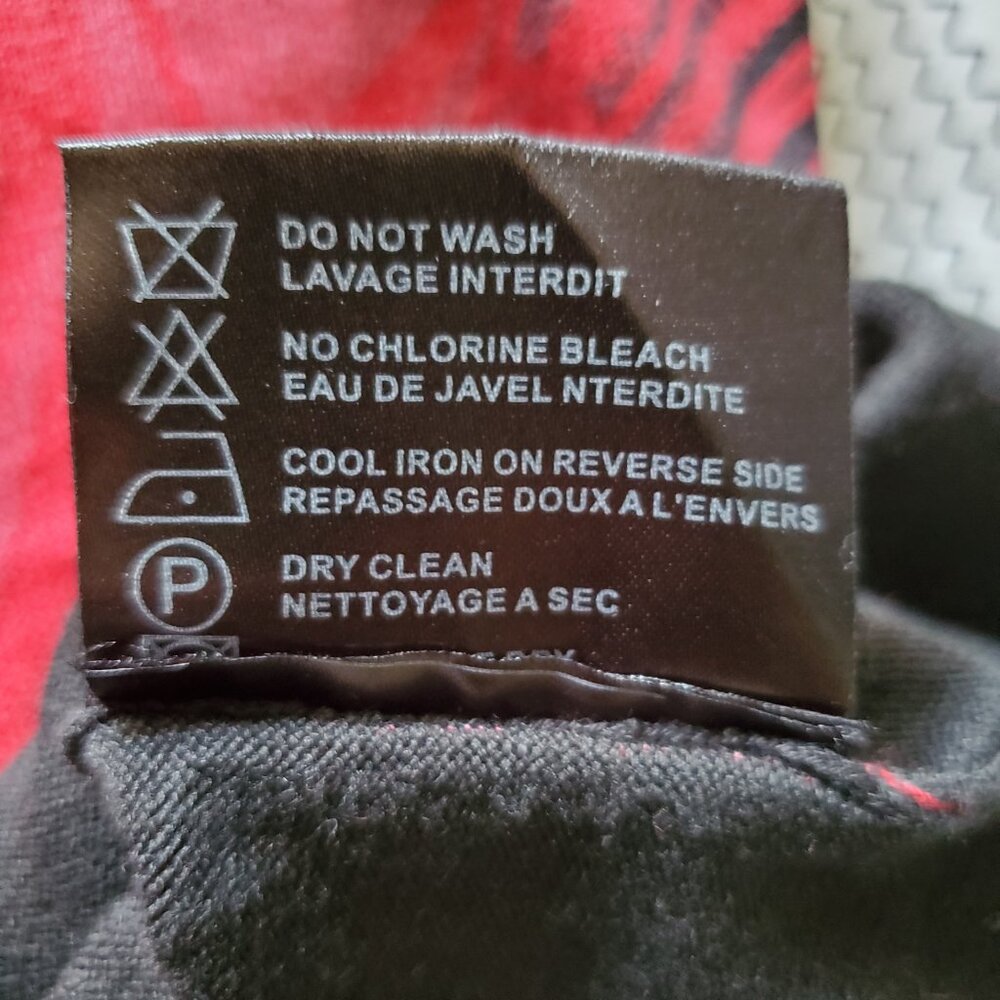 DO NOT WASH
LAVAGE INTERDIT
NO CHLORINE BLEACH
EAU DE JAVEL NTERDITE
COOL IRON ON REVERSE SIDE
REPASSAGE DOUX A L'ENVERS
P
DRY CLEAN
NETTOYAGE A SEC